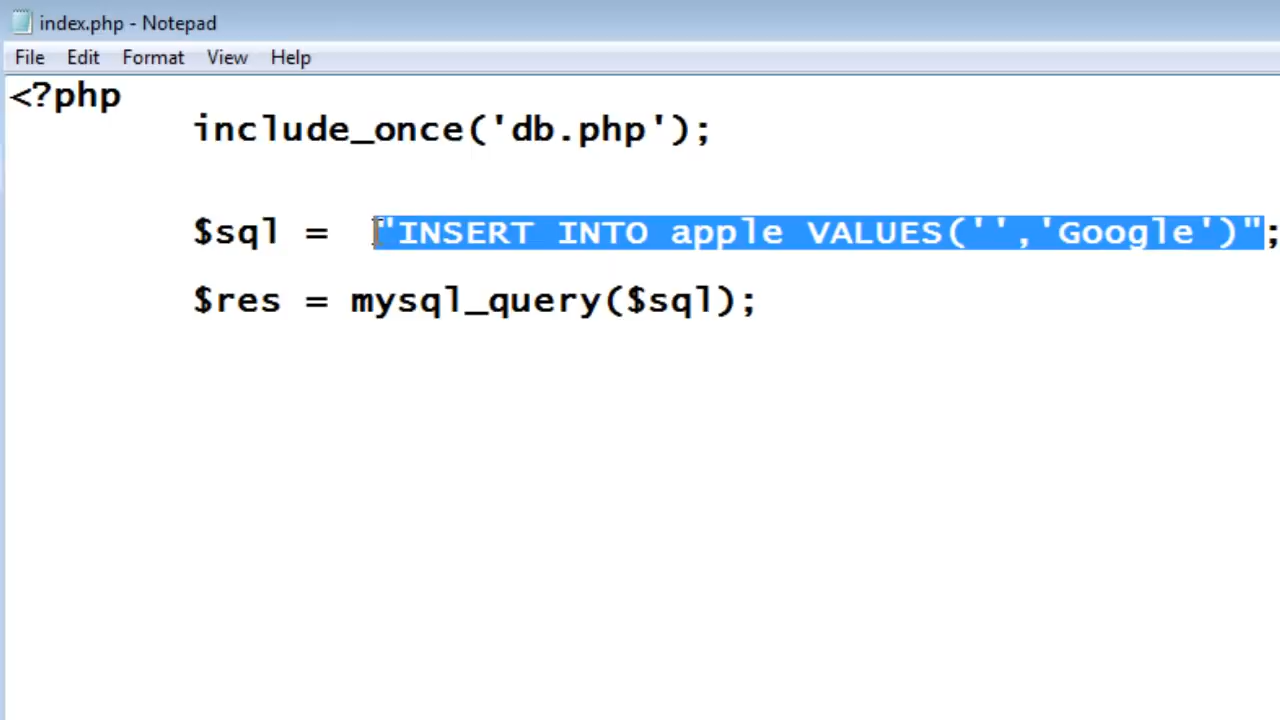 index.php - Notepad
File Edit Format View Help
<?php
include_once('db.php');
$sql = "INSERT INTO apple VALUES('','Google')";
$res = mysql_query($sql);